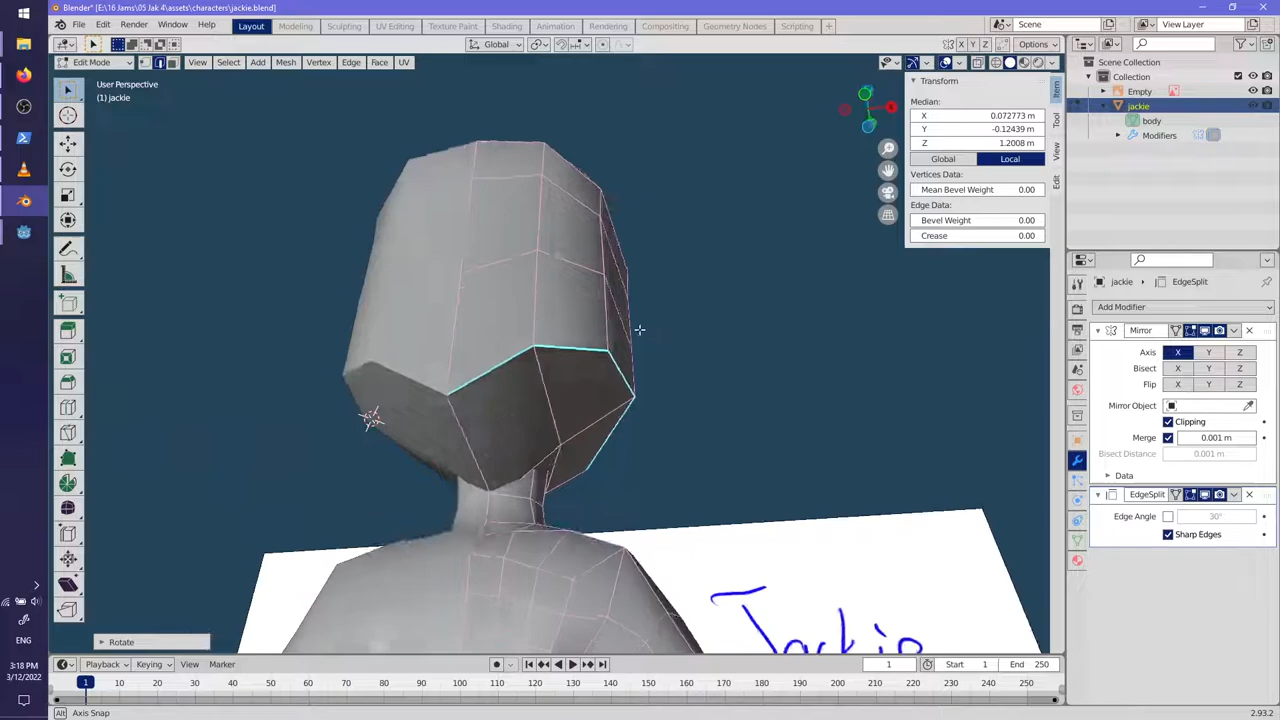 Blender* [E:\16 Jams\05 Jak 4\assets\characters\jackie.blend]
File Edit Render Window Help Layout Modeling Sculpting UV Editing Texture Paint Shading Animation Rendering Compositing Geometry Nodes Scripting + Scene View Layer
Global Options
Edit Mode View Select Add Mesh Vertex Edge Face UV
User Perspective
(1) jackie
Transform
Median:
X 0.072773 m
Y -0.12439 m
Z 1.2008 m
Global Local
Vertices Data:
Mean Bevel Weight 0.00
Edge Data:
Bevel Weight 0.00
Crease 0.00
Item
Tool
View
Edit
Scene Collection
Collection
Empty
jackie
body
Modifiers
jackie › EdgeSplit
Add Modifier
Mirror
Axis X Y Z
Bisect X Y Z
Flip X Y Z
Mirror Object
Clipping
Merge 0.001 m
Bisect Distance 0.001 m
Data
EdgeSplit
Edge Angle 30°
Sharp Edges
Jackie
Rotate
Playback Keying View Marker 1 Start 1 End 250
1 10 20 30 40 50 60 70 80 90 100 110 120 130 140 150 160 170 180 190 200 210 220 230 240 250
Alt Axis Snap 2.93.2
ENG
3:18 PM
3/12/2022